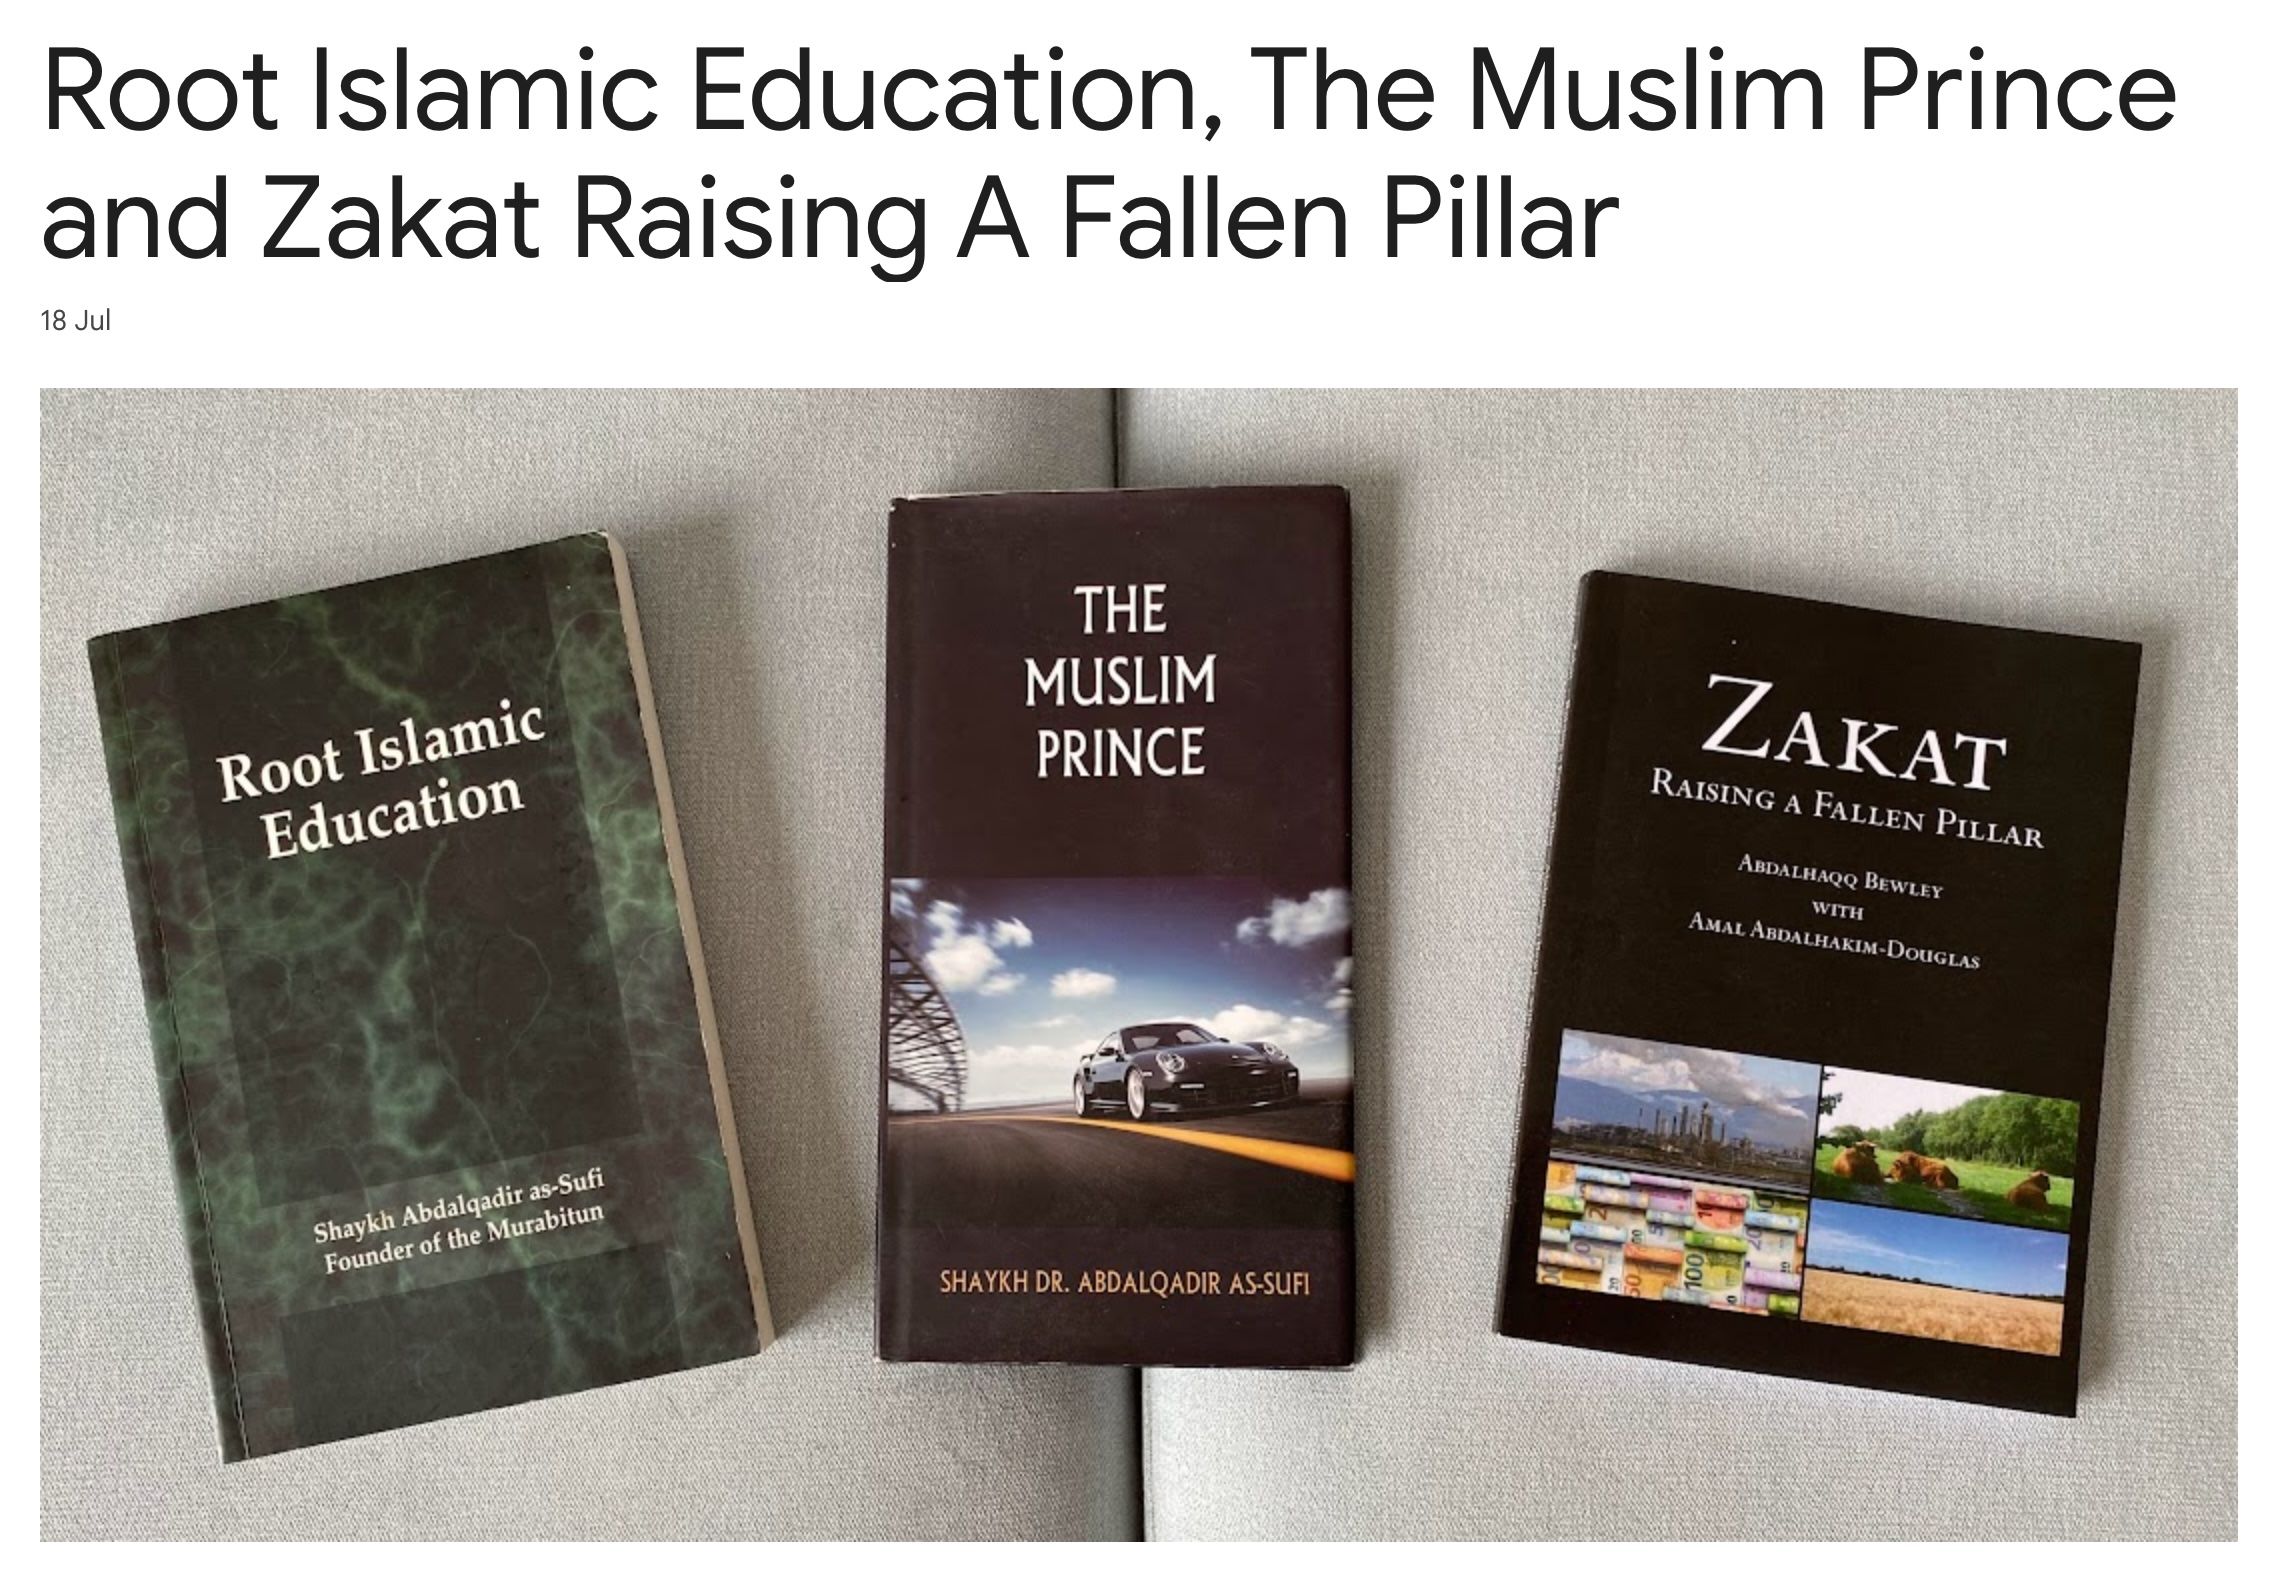 Root Islamic Education, The Muslim Prince
and Zakat Raising A Fallen Pillar
18 Jul
Root Islamic
Education
Shaykh Abdalqadir as-Sufi
Founder of the Murabitun
THE
MUSLIM
PRINCE
SHAYKH DR. ABDALQADIR AS-SUFI
ZAKAT
RAISING A FALLEN PILLAR
ABDALHAQQ BEWLEY
WITH
AMAL ABDALHAKIM-DOUGLAS